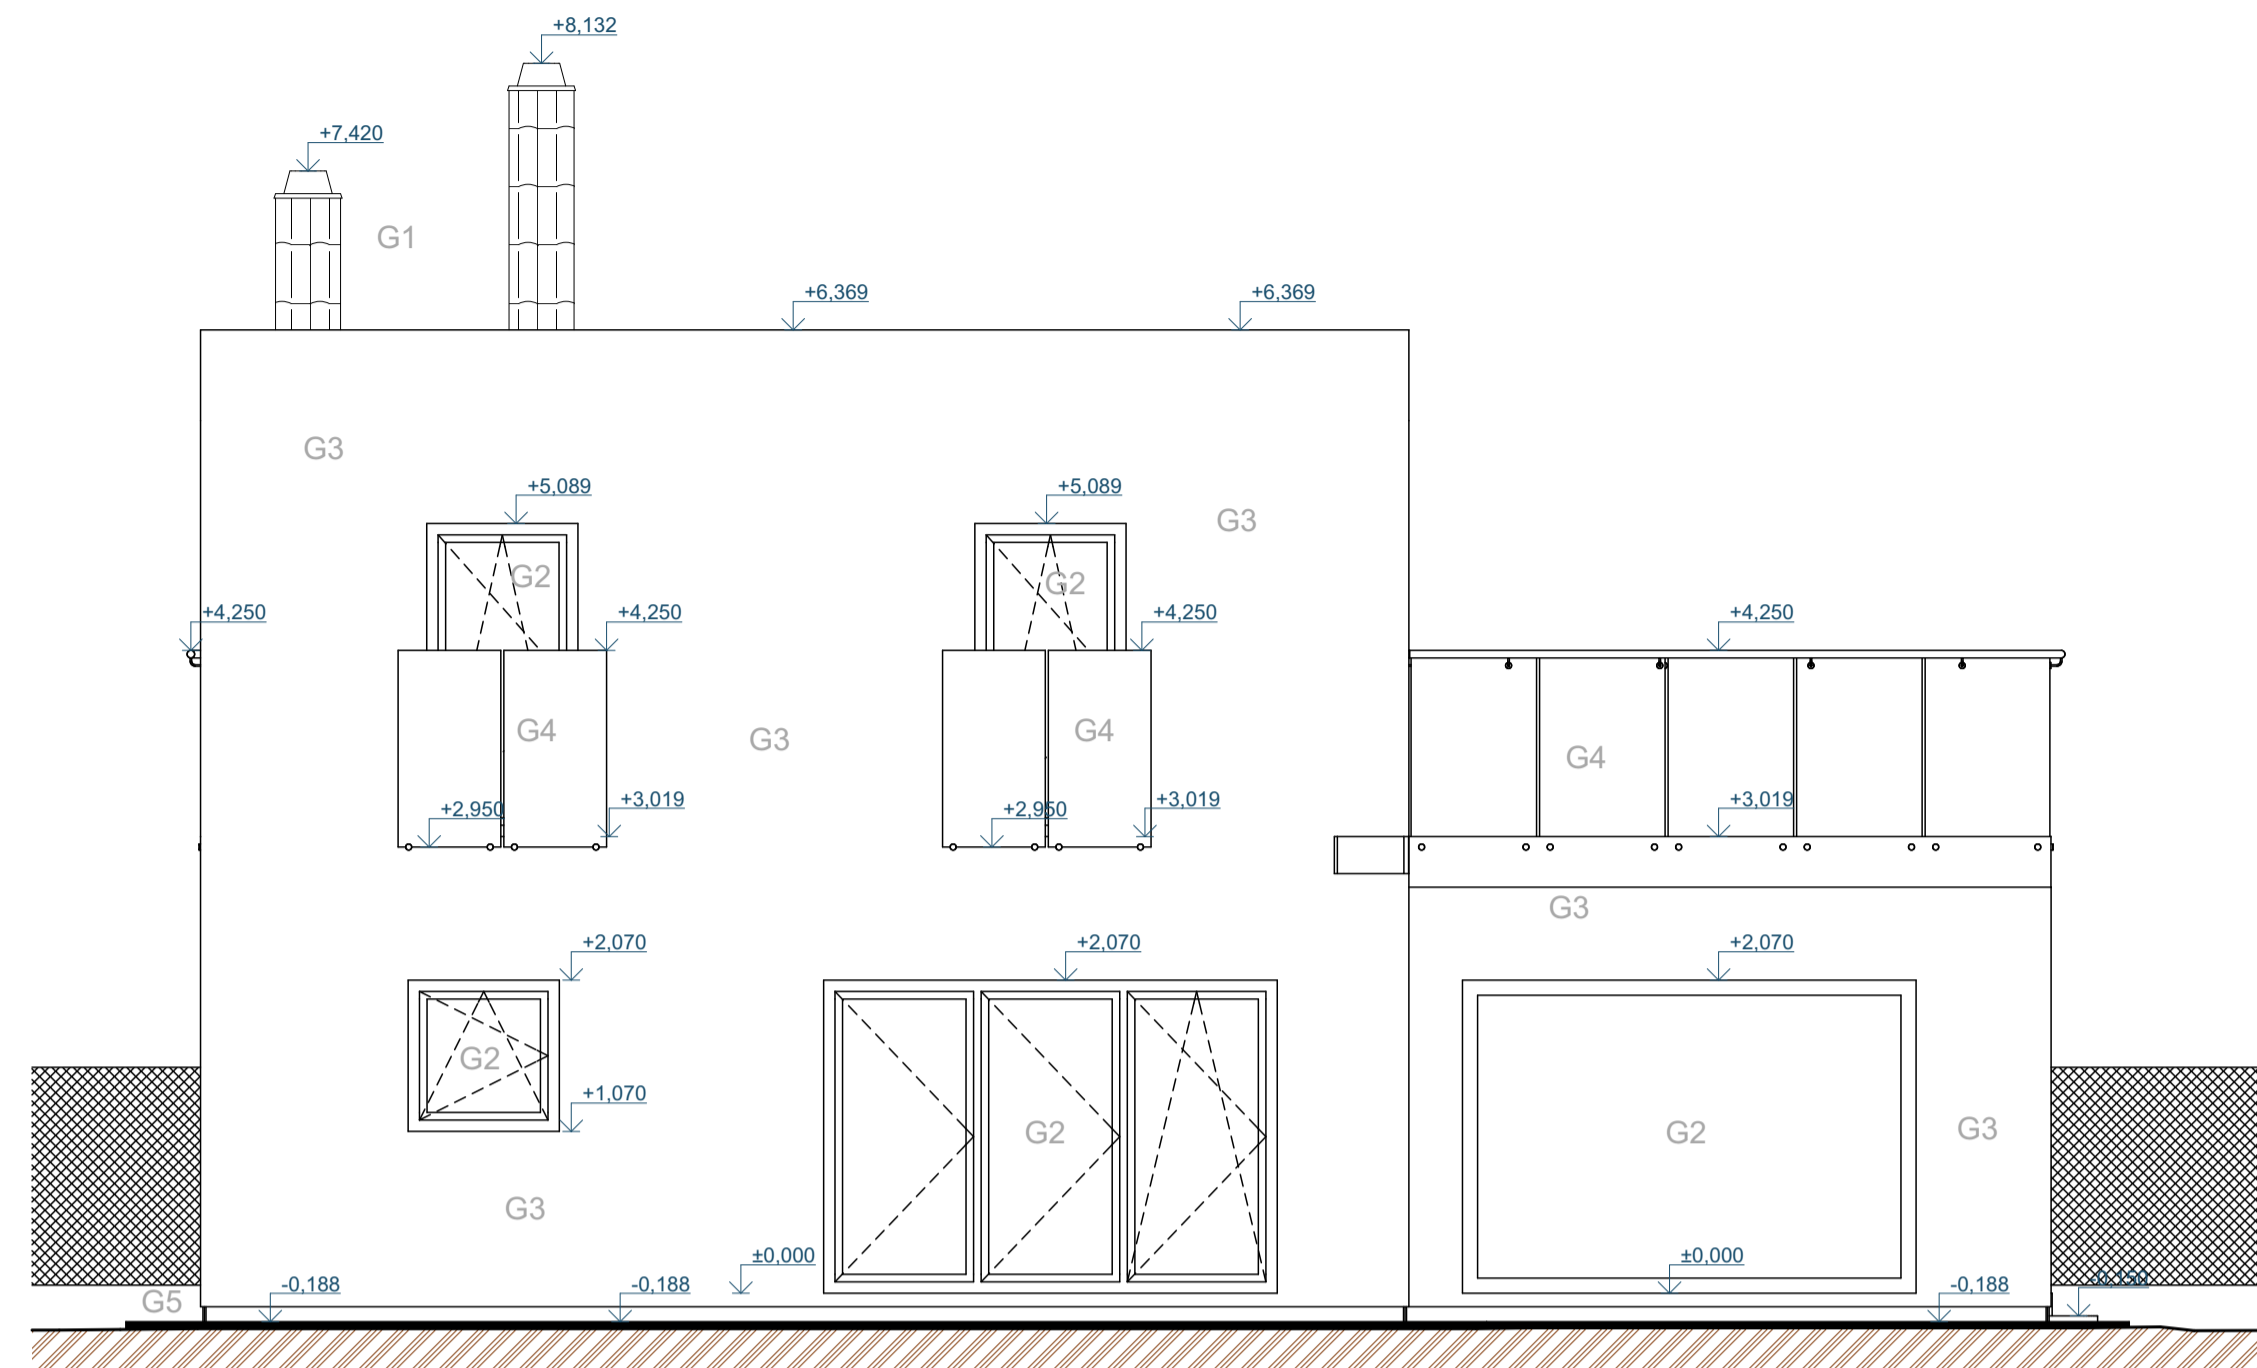 +8,132
+7,420
G1
+6,369 +6,369
G3
+5,089 +5,089
G3
G2 G2
+4,250 +4,250 +4,250 +4,250
G4 G3 G4 G4
+2,950 +3,019 +2,950 +3,019 +3,019
G3
+2,070 +2,070 +2,070
G2
+1,070
G2 G2 G3
G3
±0,000 ±0,000
G5 -0,188 -0,188 -0,188 -0,150